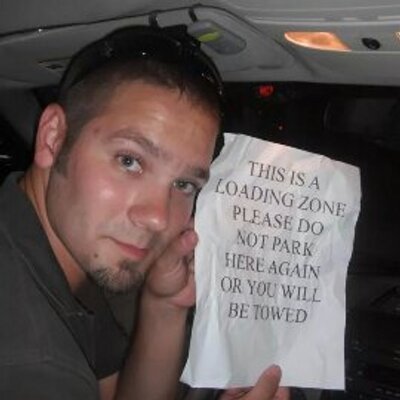 THIS IS A
LOADING ZONE
PLEASE DO
NOT PARK
HERE AGAIN
OR YOU WILL
BE TOWED